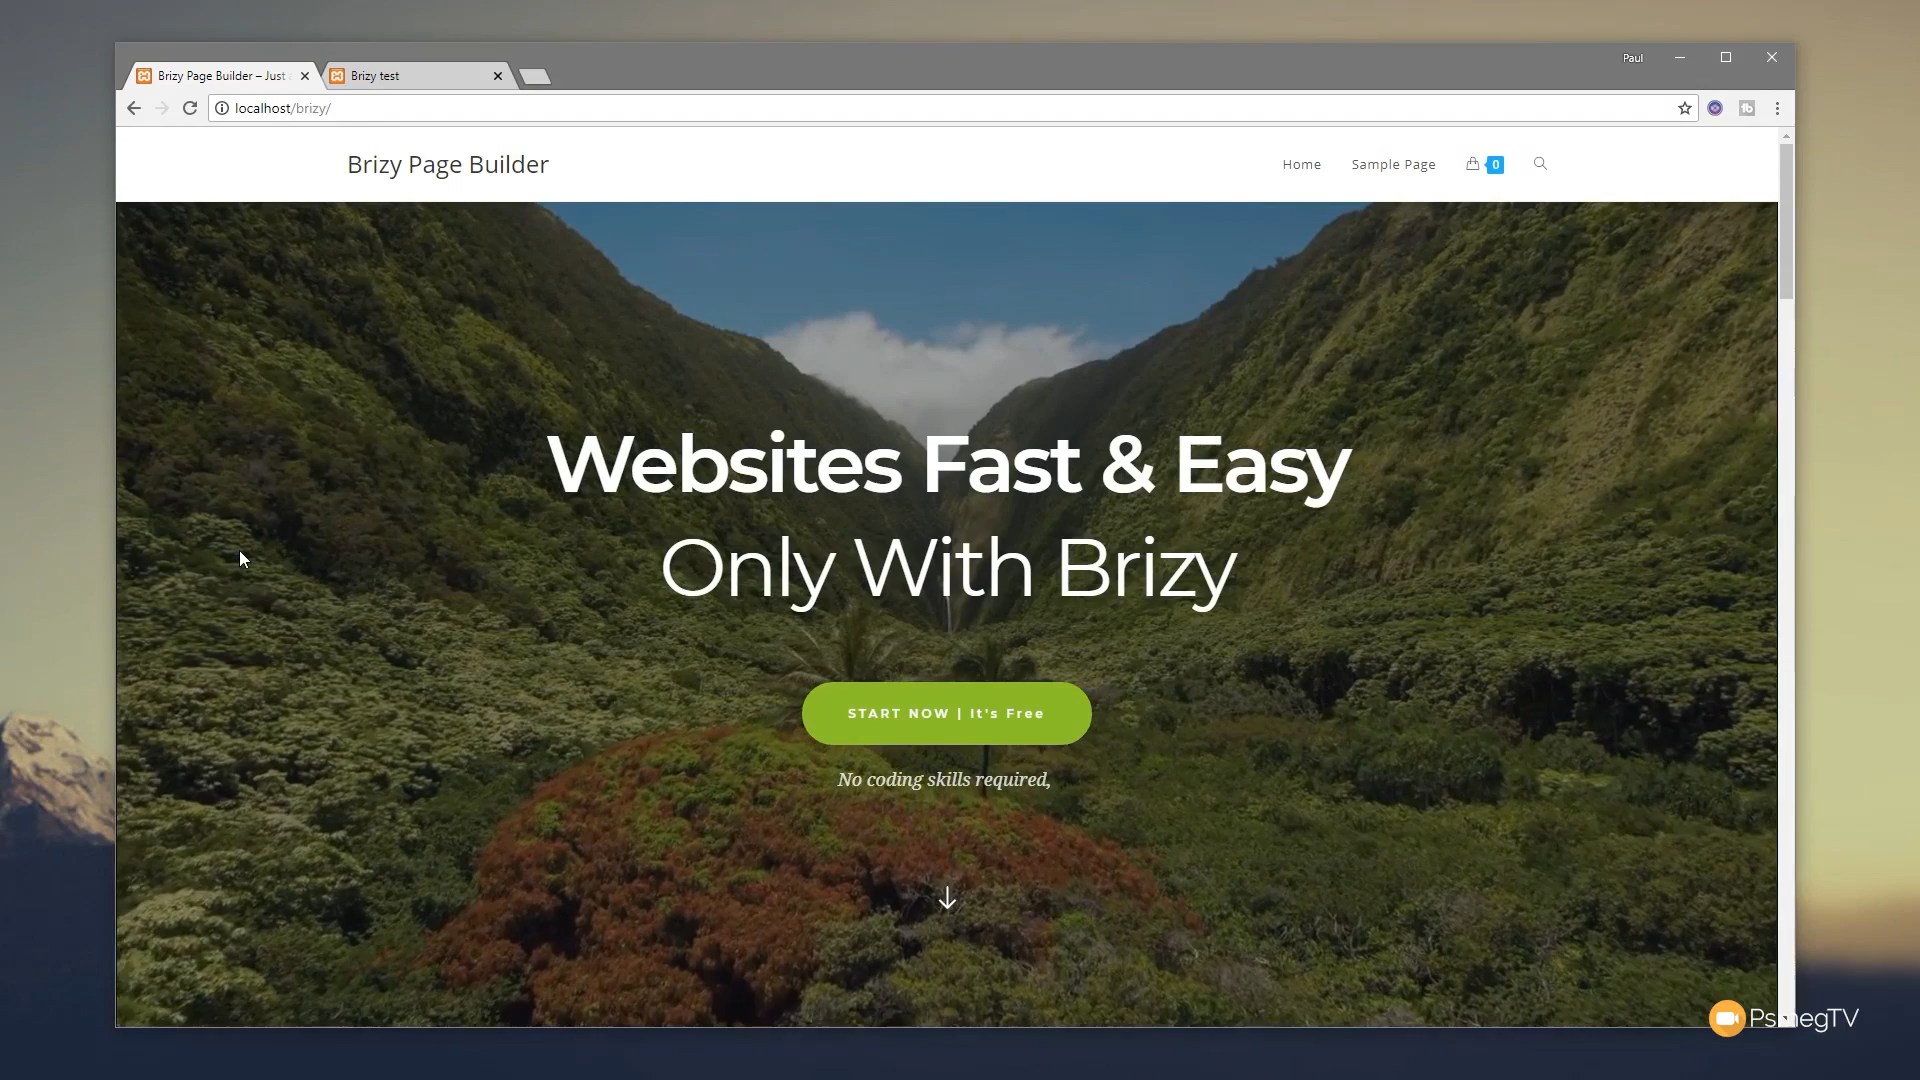 Paul
Brizy Page Builder – Just
Brizy test
localhost/brizy/
Brizy Page Builder
Home
Sample Page
0
Websites Fast & Easy
Only With Brizy
START NOW | It's Free
No coding skills required,
PsmegTV